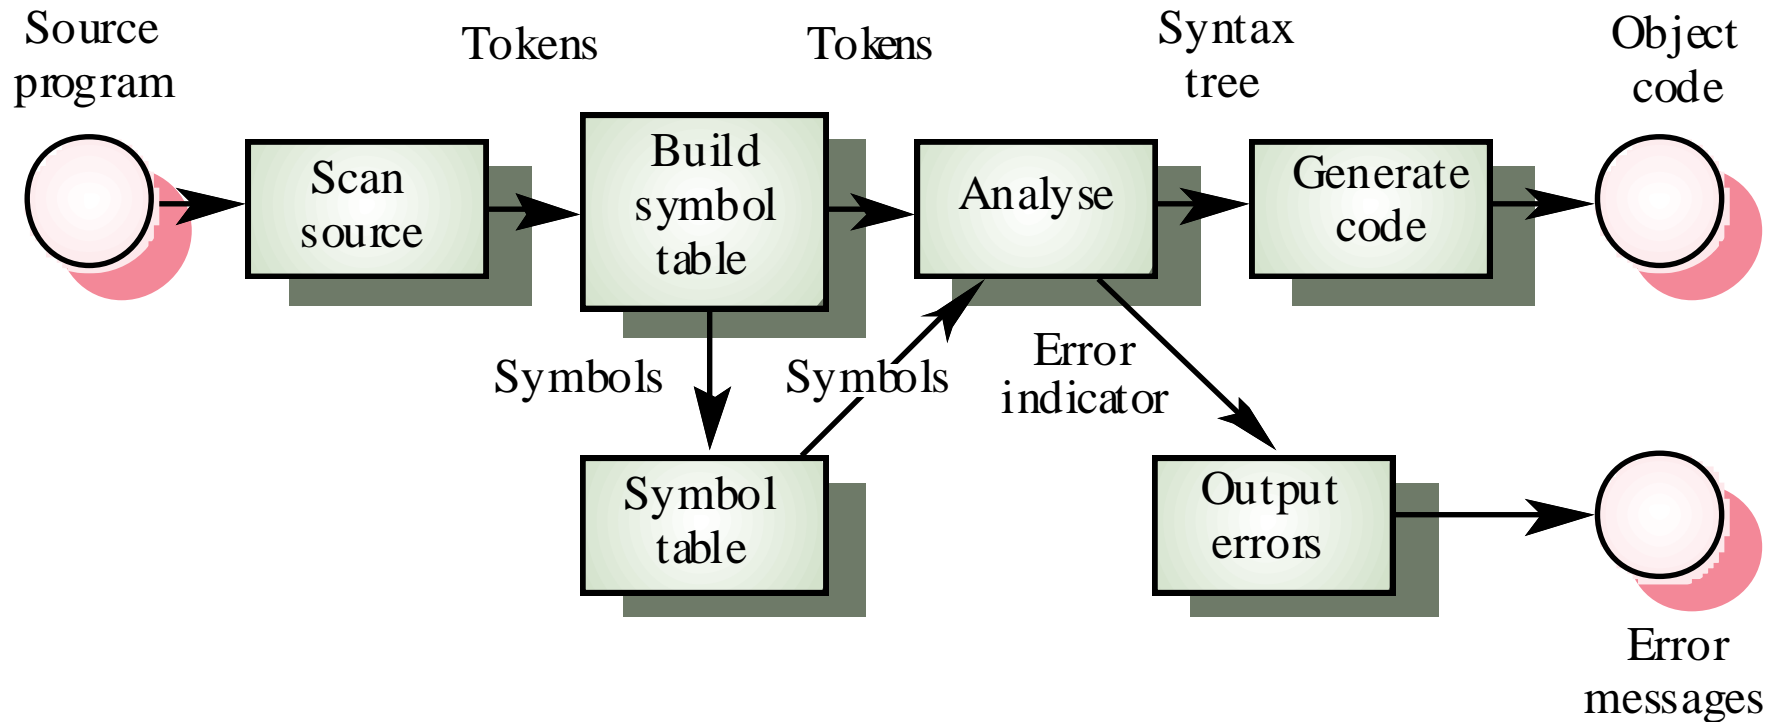 Source
program
Tokens
Tokens
Syntax
tree
Object
code
Scan
source
Build
symbol
table
Analyse
Generate
code
Symbols
Symbols
Error
indicator
Symbol
table
Output
errors
Error
messages